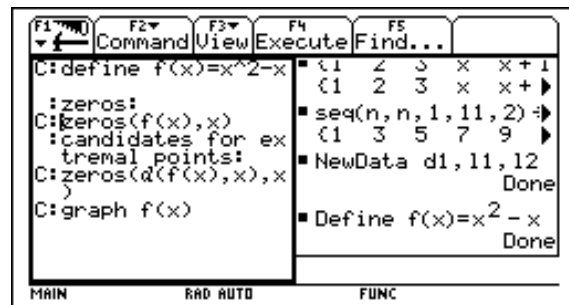 F1 F2 F3 F4 F5
Command View Execute Find...
C:define f(x)=x^2-x
:zeros:
C:zeros(f(x),x)
:candidates for ex
tremal points:
C:zeros(d(f(x),x),x
)
C:graph f(x)
{1 2 3 x x+1
{1 2 3 x x+
seq(n,n,1,11,2)
{1 3 5 7 9
NewData d1,l1,l2
Done
Define f(x)=x²-x
Done
MAIN RAD AUTO FUNC